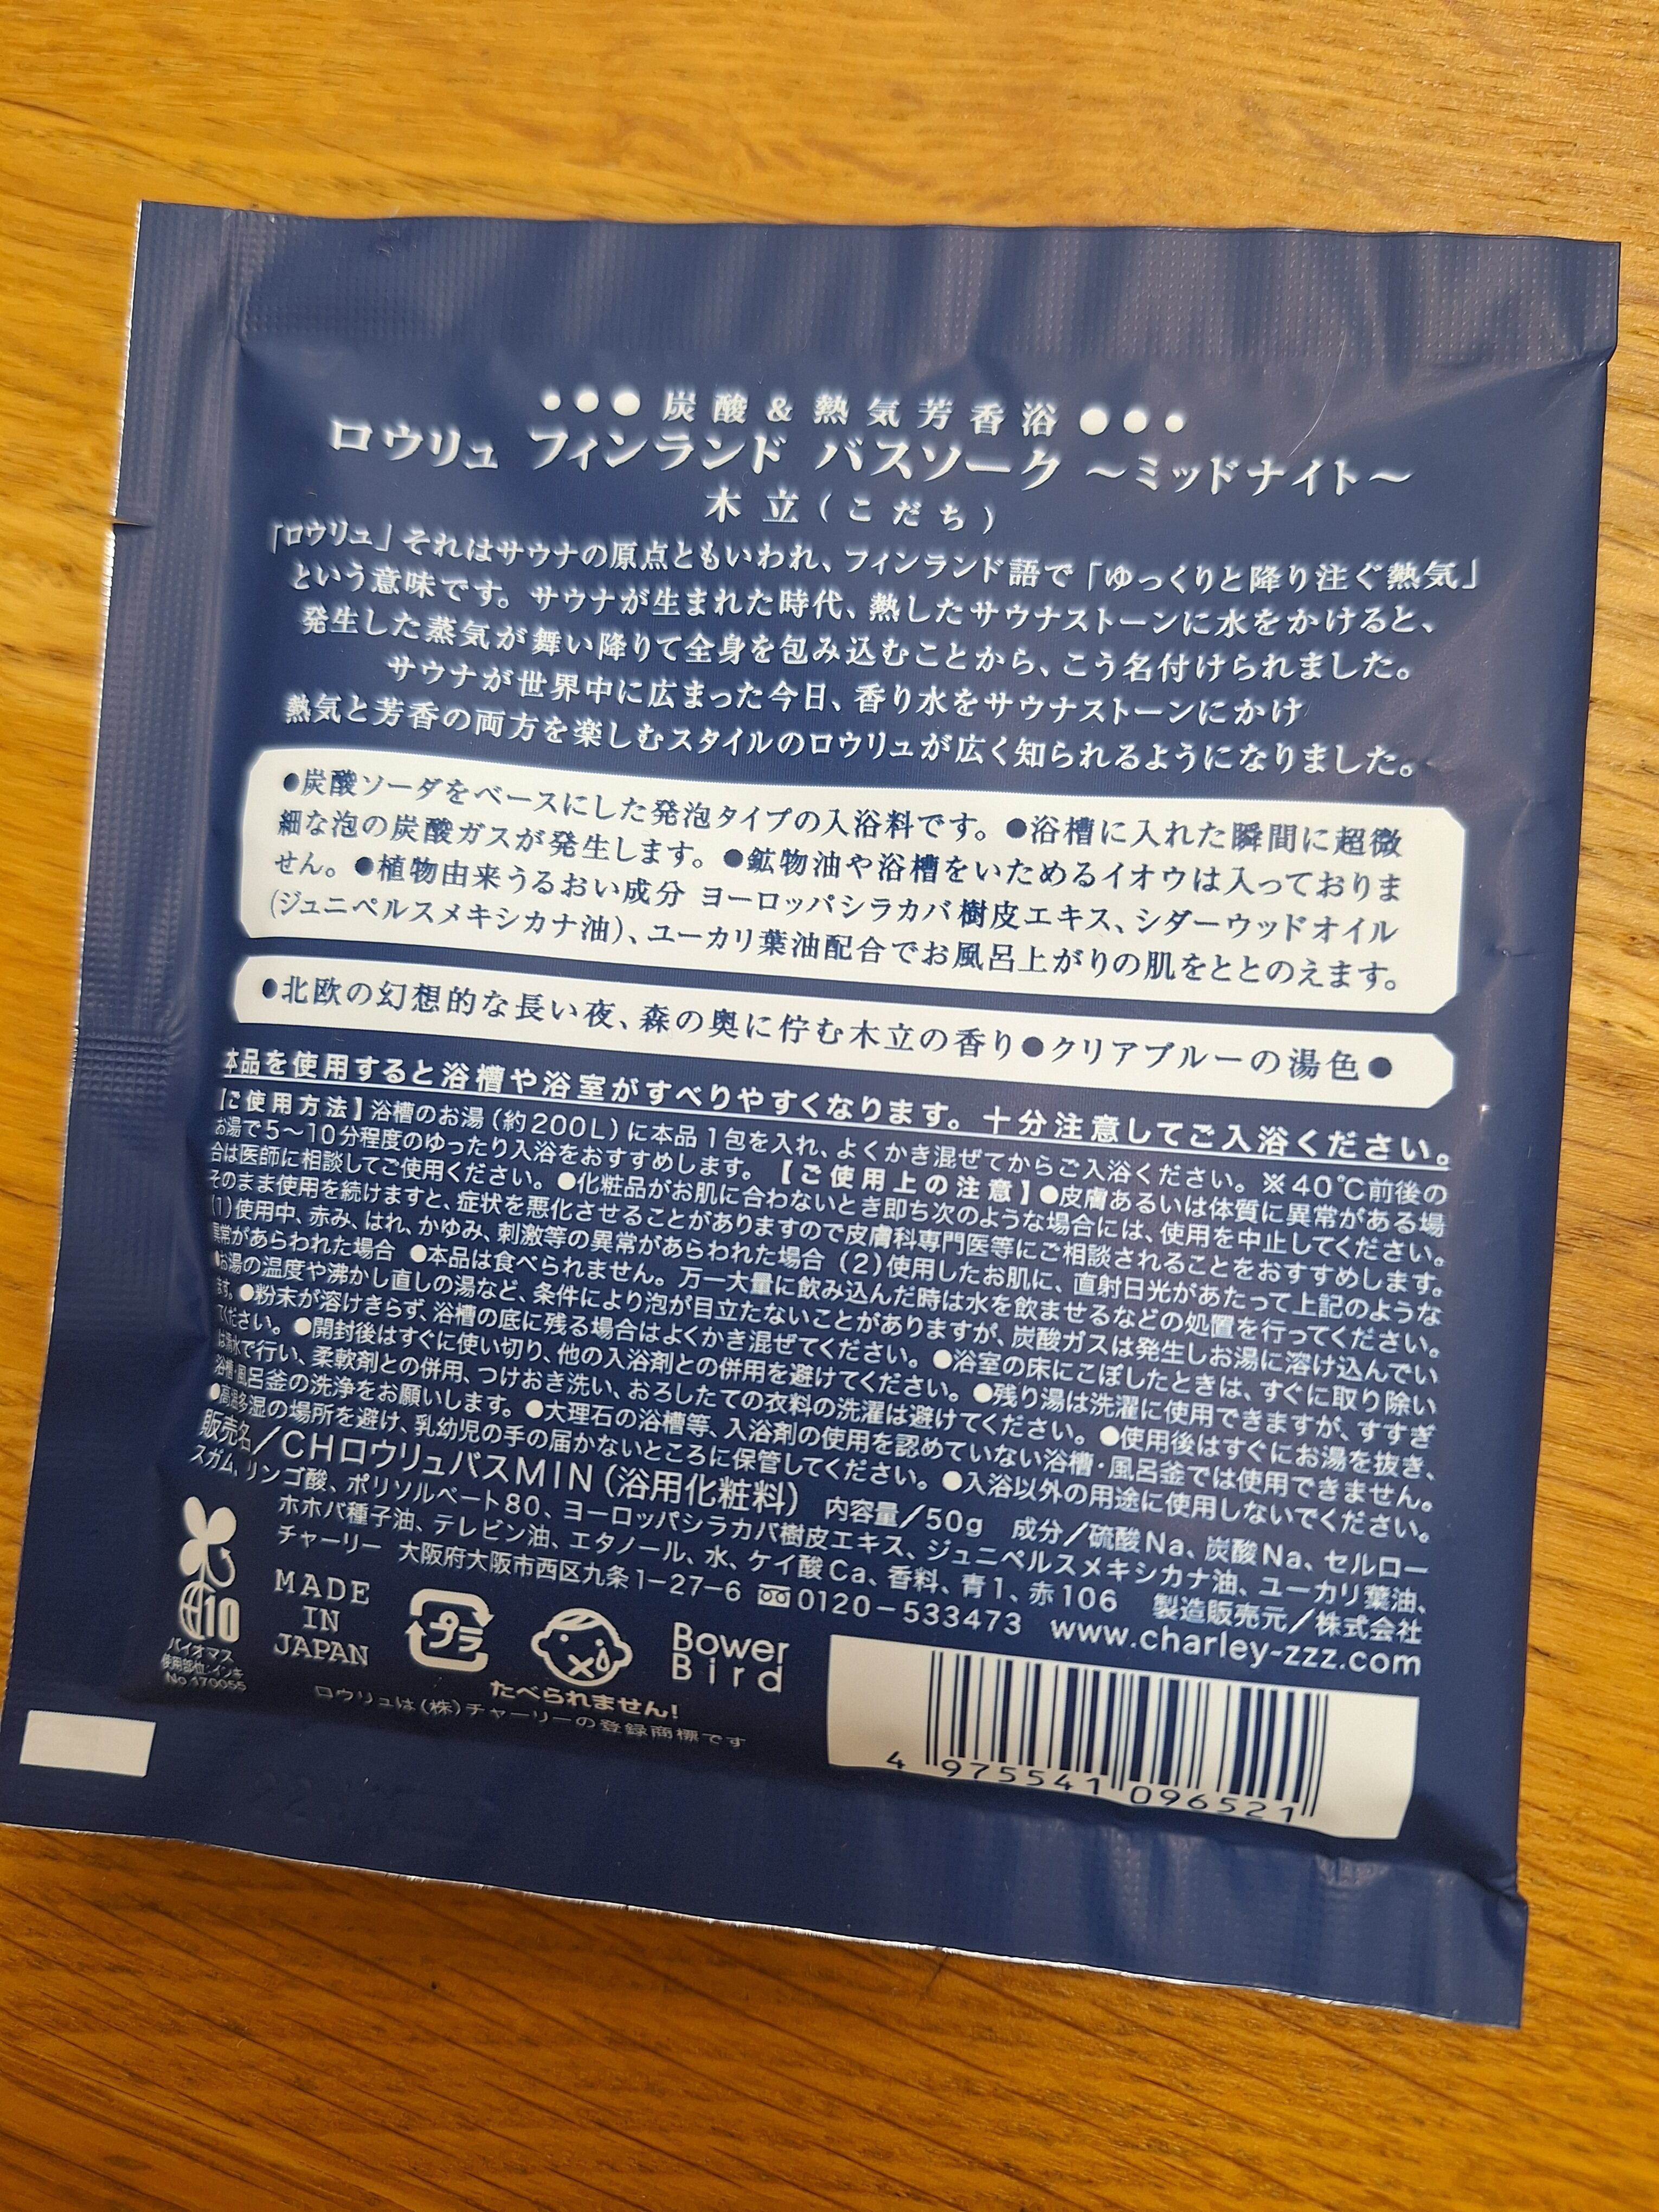 ●●●炭酸&熱気芳香浴●●●
ロウリュ フィンランド バスソーク ～ミッドナイト～
木立(こだち)
「ロウリュ」それはサウナの原点ともいわれ、フィンランド語で「ゆっくりと降り注ぐ熱気」
という意味です。サウナが生まれた時代、熱したサウナストーンに水をかけると、
発生した蒸気が舞い降りて全身を包み込むことから、こう名付けられました。
サウナが世界中に広まった今日、香り水をサウナストーンにかけ
熱気と芳香の両方を楽しむスタイルのロウリュが広く知られるようになりました。
●炭酸ソーダをベースにした発泡タイプの入浴料です。●浴槽に入れた瞬間に超微
細な泡の炭酸ガスが発生します。●鉱物油や浴槽をいためるイオウは入っておりま
せん。●植物由来うるおい成分 ヨーロッパシラカバ樹皮エキス、シダーウッドオイル
(ジュニペルスメキシカナ油)、ユーカリ葉油配合でお風呂上がりの肌をととのえます。
●北欧の幻想的な長い夜、森の奥に佇む木立の香り●クリアブルーの湯色●
本品を使用すると浴槽や浴室がすべりやすくなります。十分注意してご入浴ください。
【ご使用方法】浴槽のお湯(約200L)に本品1包を入れ、よくかき混ぜてからご入浴ください。※40℃前後の
お湯で5～10分程度のゆったり入浴をおすすめします。【ご使用上の注意】●皮膚あるいは体質に異常がある場
合は医師に相談してご使用ください。●化粧品がお肌に合わないとき即ち次のような場合には、使用を中止してください。
そのまま使用を続けますと、症状を悪化させることがありますので皮膚科専門医等にご相談されることをおすすめします。
(1)使用中、赤み、はれ、かゆみ、刺激等の異常があらわれた場合 (2)使用したお肌に、直射日光があたって上記のような
異常があらわれた場合 ●本品は食べられません。万一大量に飲み込んだ時は水を飲ませるなどの処置を行ってください。
●お湯の温度や沸かし直しの湯など、条件により泡が目立たないことがありますが、炭酸ガスは発生しお湯に溶け込んでい
ます。●粉末が溶けきらず、浴槽の底に残る場合はよくかき混ぜてください。●浴室の床にこぼしたときは、すぐに取り除い
てください。●開封後はすぐに使い切り、他の入浴剤との併用を避けてください。●残り湯は洗濯に使用できますが、すすぎ
は清水で行い、柔軟剤との併用、つけおき洗い、おろしたての衣料の洗濯は避けてください。●使用後はすぐにお湯を抜き、
浴槽・風呂釜の洗浄をお願いします。●大理石の浴槽等、入浴剤の使用を認めていない浴槽・風呂釜では使用できません。
●高温多湿の場所を避け、乳幼児の手の届かないところに保管してください。●入浴以外の用途に使用しないでください。
販売名／CHロウリュバスMIN(浴用化粧料) 内容量／50g 成分／硫酸Na、炭酸Na、セルロー
スガム、リンゴ酸、ポリソルベート80、ヨーロッパシラカバ樹皮エキス、ジュニペルスメキシカナ油、ユーカリ葉油、
ホホバ種子油、テレビン油、エタノール、水、ケイ酸Ca、香料、青1、赤106 製造販売元／株式会社
チャーリー 大阪府大阪市西区九条1-27-6 0120-533473 www.charley-zzz.com
10
バイオマス
使用部位:インキ
No.170055
MADE
IN
JAPAN
プラ
たべられません!
Bower
Bird
ロウリュは(株)チャーリーの登録商標です
4 975541 096521